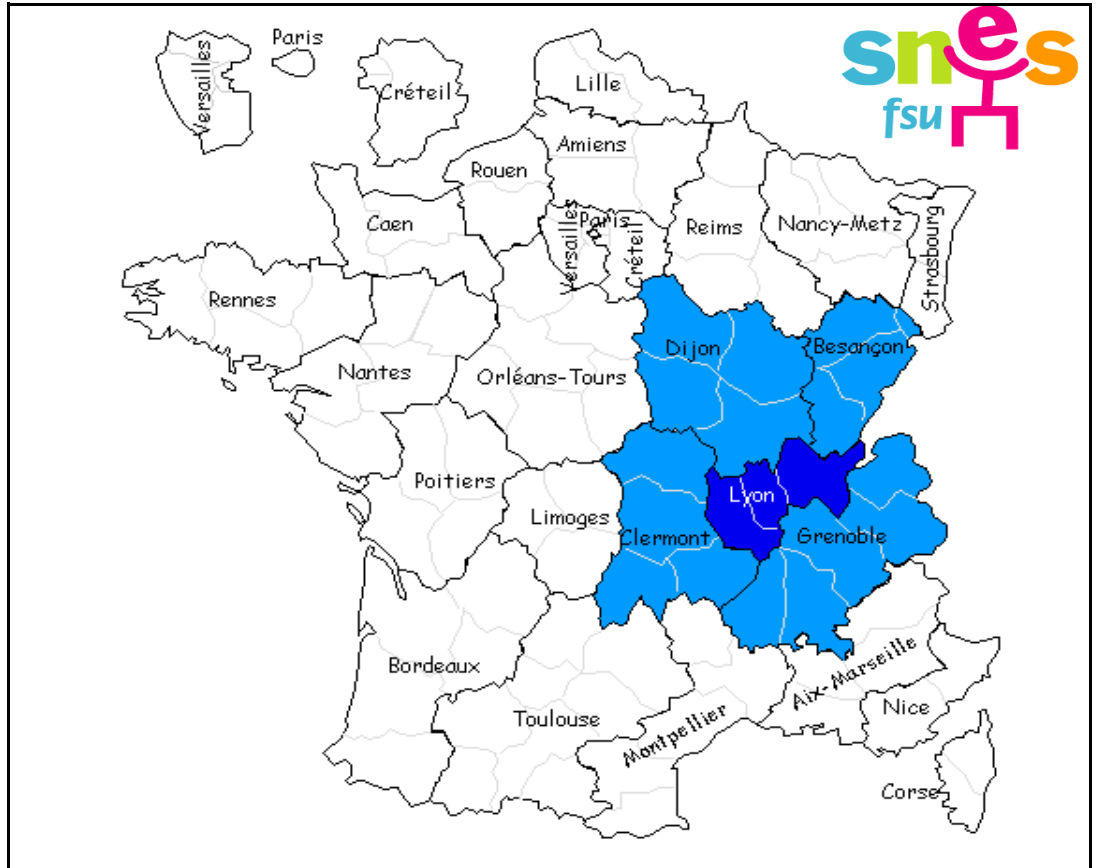 snes
fsu
Paris
Versailles
Créteil
Lille
Amiens
Rouen
Caen
Versailles
Paris
Créteil
Reims
Nancy-Metz
Strasbourg
Rennes
Nantes
Orléans-Tours
Dijon
Besançon
Poitiers
Limoges
Lyon
Clermont
Grenoble
Bordeaux
Toulouse
Montpellier
Aix-Marseille
Nice
Corse